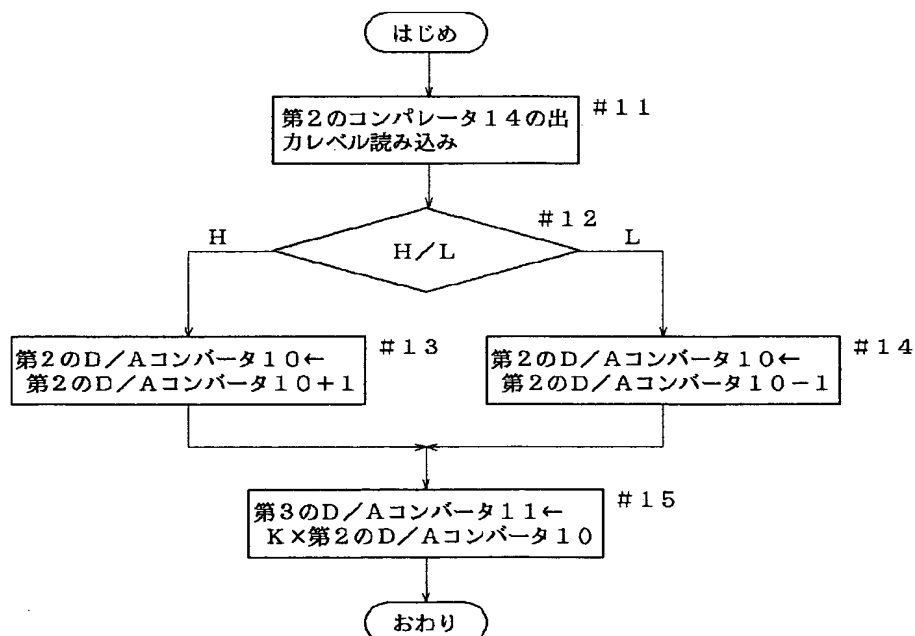 はじめ
第2のコンパレータ14の出
力レベル読み込み
#11
#12
H
H/L
L
第2のD/Aコンバータ10←
第2のD/Aコンバータ10+1
#13
第2のD/Aコンバータ10←
第2のD/Aコンバータ10-1
#14
第3のD/Aコンバータ11←
K×第2のD/Aコンバータ10
#15
おわり